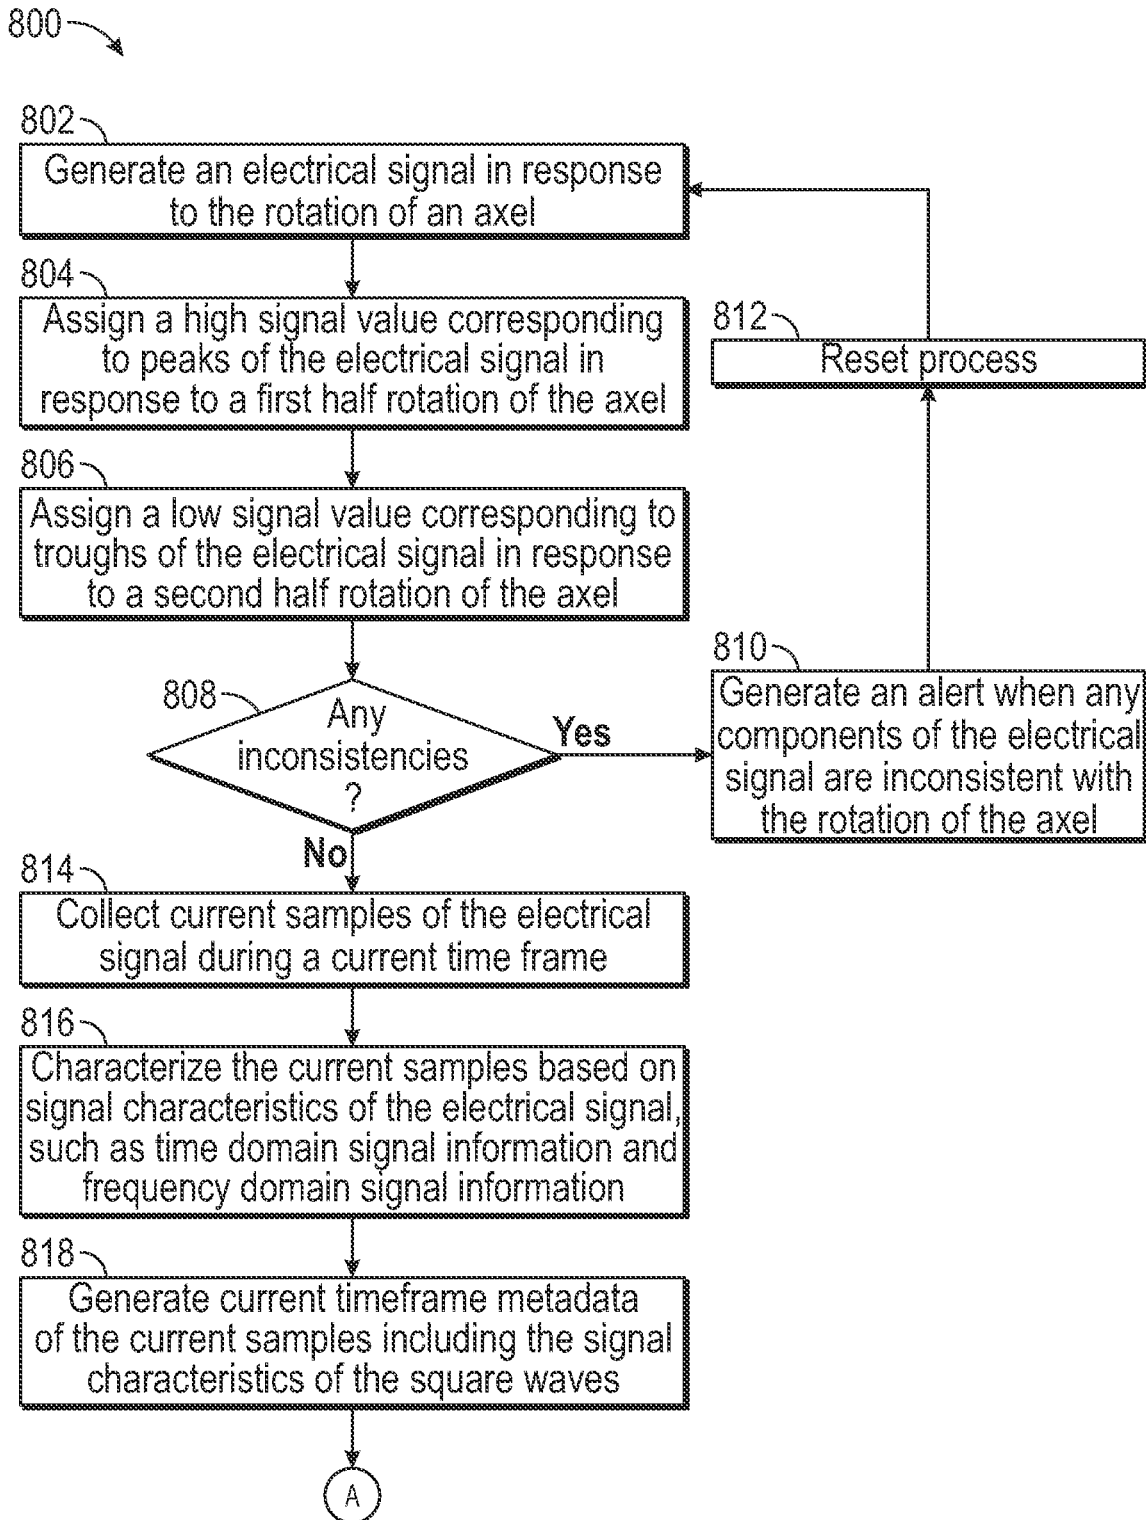 800
802
Generate an electrical signal in response
to the rotation of an axel
804
Assign a high signal value corresponding
to peaks of the electrical signal in
response to a first half rotation of the axel
812
Reset process
806
Assign a low signal value corresponding to
troughs of the electrical signal in response
to a second half rotation of the axel
808
Any
inconsistencies
?
Yes
810
Generate an alert when any
components of the electrical
signal are inconsistent with
the rotation of the axel
No
814
Collect current samples of the electrical
signal during a current time frame
816
Characterize the current samples based on
signal characteristics of the electrical signal,
such as time domain signal information and
frequency domain signal information
818
Generate current timeframe metadata
of the current samples including the signal
characteristics of the square waves
A